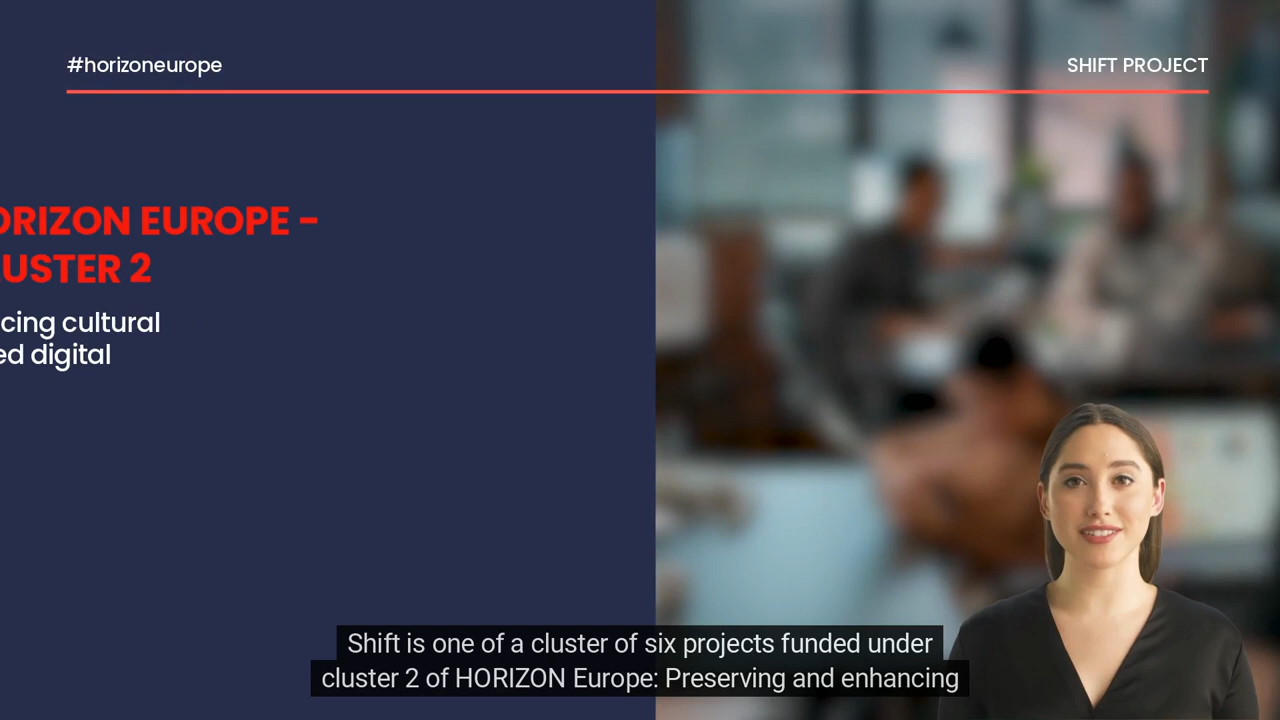 #horizoneurope
SHIFT PROJECT
ORIZON EUROPE -
LUSTER 2
cing cultural
ed digital
Shift is one of a cluster of six projects funded under
cluster 2 of HORIZON Europe: Preserving and enhancing